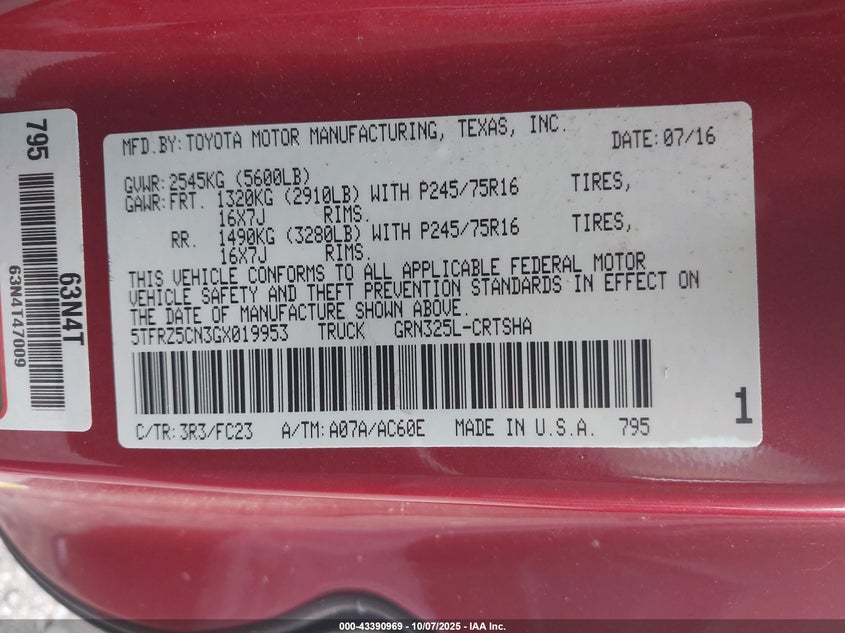 795
63N4T
63N4T47009
MFD.BY:TOYOTA MOTOR MANUFACTURING, TEXAS, INC. DATE:07/16
GVWR:2545KG (5600LB)
GAWR:FRT. 1320KG (2910LB) WITH P245/75R16 TIRES,
16X7J RIMS.
RR. 1490KG (3280LB) WITH P245/75R16 TIRES,
16X7J RIMS.
THIS VEHICLE CONFORMS TO ALL APPLICABLE FEDERAL MOTOR
VEHICLE SAFETY AND THEFT PREVENTION STANDARDS IN EFFECT ON
THE DATE OF MANUFACTURE SHOWN ABOVE.
5TFRZ5CN3GX019953 TRUCK GRN325L-CRTSHA
C/TR:3R3/FC23 A/TM:A07A/AC60E MADE IN U.S.A. 795
1
000-43390969 - 10/07/2025 - IAA Inc.